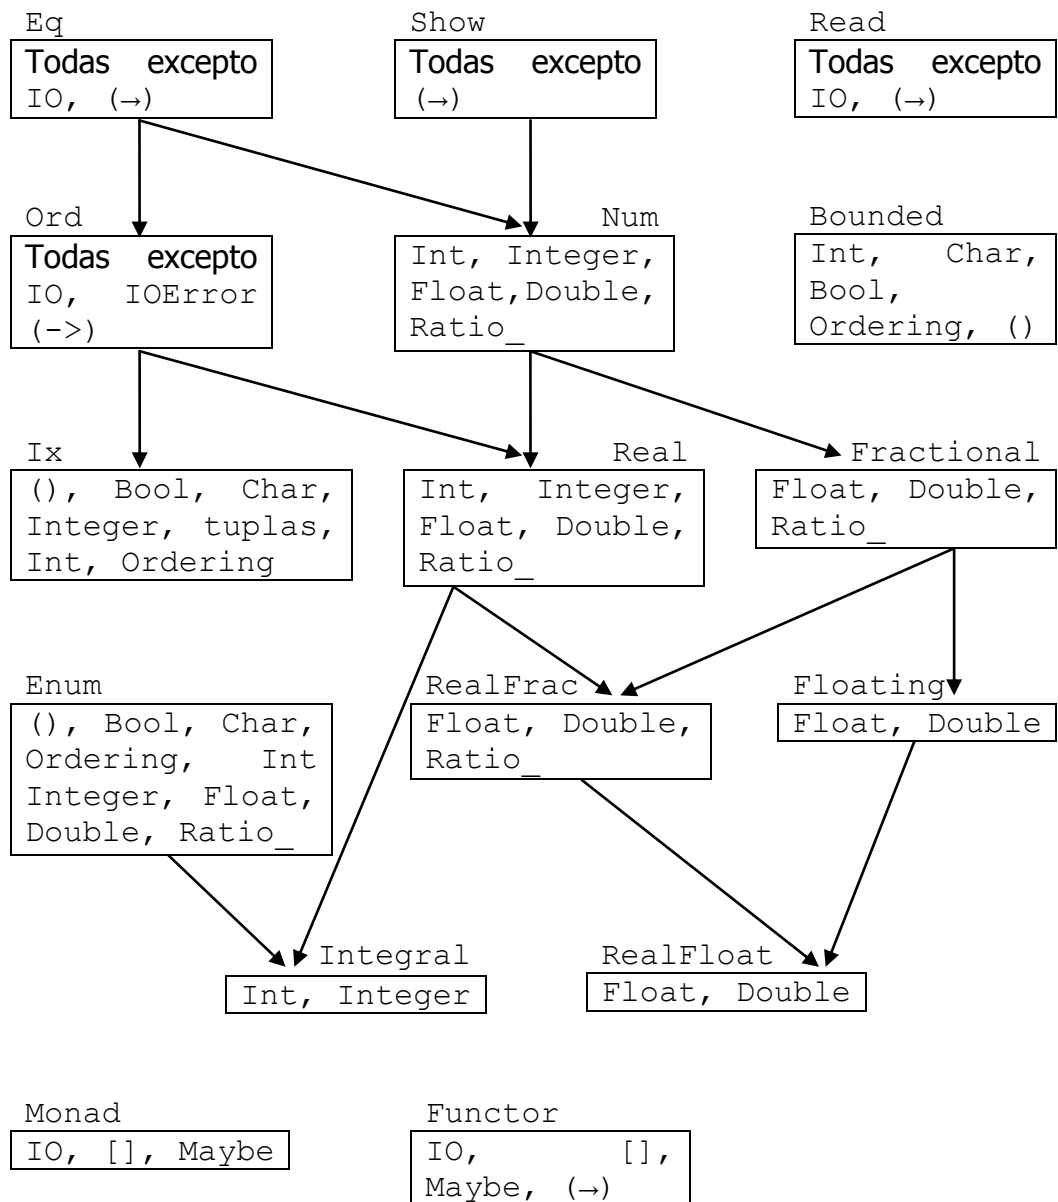 Eq
Todas excepto
IO, (→)
Show
Todas excepto
(→)
Read
Todas excepto
IO, (→)
Ord
Todas excepto
IO, IOError
(->)
Num
Int, Integer,
Float,Double,
Ratio_
Bounded
Int, Char,
Bool,
Ordering, ()
Ix
(), Bool, Char,
Integer, tuplas,
Int, Ordering
Real
Int, Integer,
Float, Double,
Ratio_
Fractional
Float, Double,
Ratio_
Enum
(), Bool, Char,
Ordering, Int
Integer, Float,
Double, Ratio_
RealFrac
Float, Double,
Ratio_
Floating
Float, Double
Integral
Int, Integer
RealFloat
Float, Double
Monad
IO, [], Maybe
Functor
IO, [],
Maybe, (→)